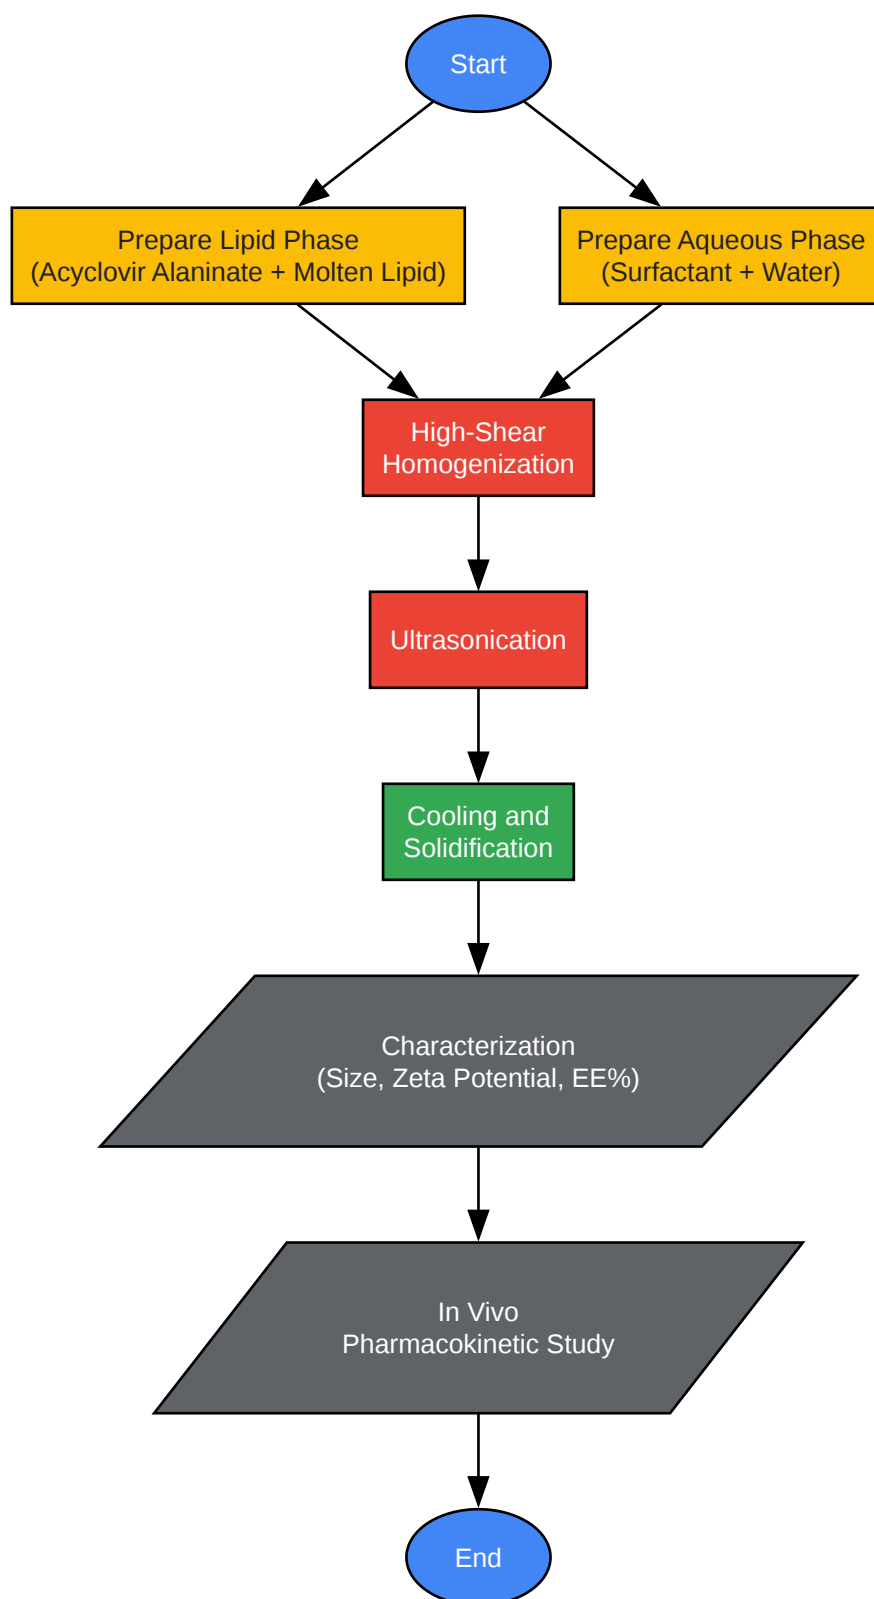 Start
Prepare Lipid Phase
(Acyclovir Alaninate + Molten Lipid)
Prepare Aqueous Phase
(Surfactant + Water)
High-Shear
Homogenization
Ultrasonication
Cooling and
Solidification
Characterization
(Size, Zeta Potential, EE%)
In Vivo
Pharmacokinetic Study
End